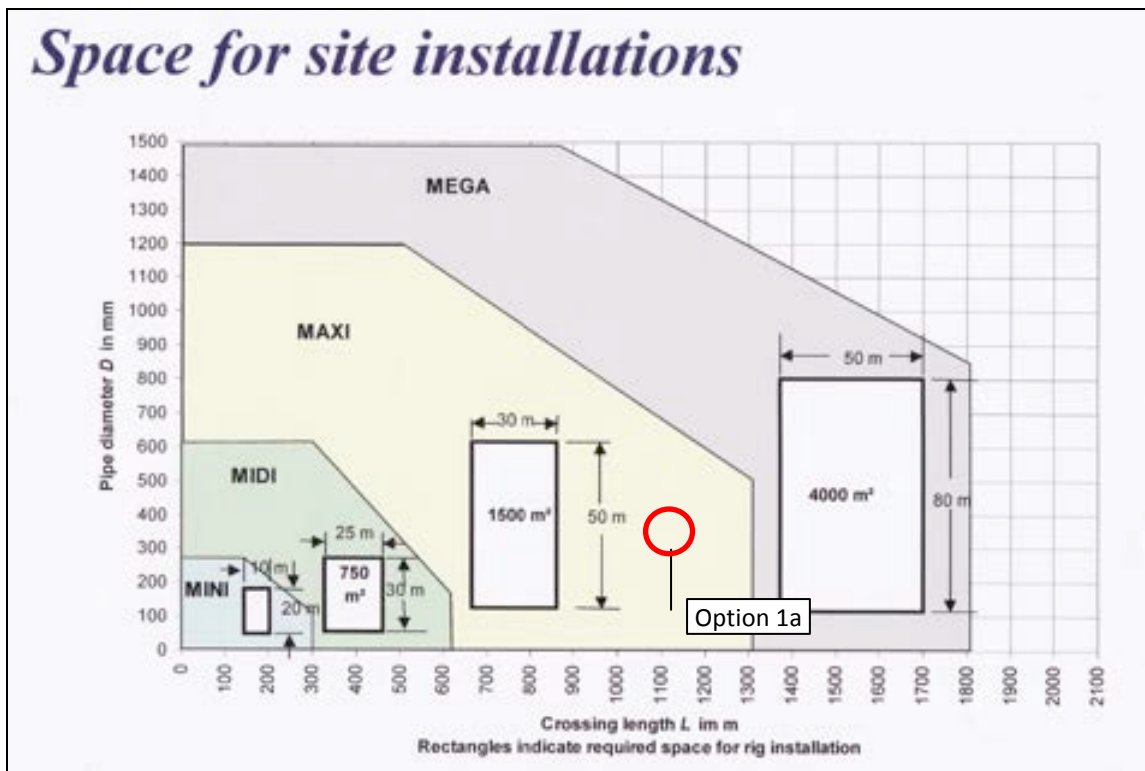 Space for site installations
1500
1400
1300
1200
1100
1000
900
800
700
600
500
400
300
200
100
0
Pipe diameter D in mm
MEGA
MAXI
MIDI
MINI
10 m
20 m
25 m
750
m²
30 m
30 m
1500 m²
50 m
50 m
4000 m²
80 m
Option 1a
0 100 200 300 400 500 600 700 800 900 1000 1100 1200 1300 1400 1500 1600 1700 1800 1900 2000 2100
Crossing length L im m
Rectangles indicate required space for rig installation